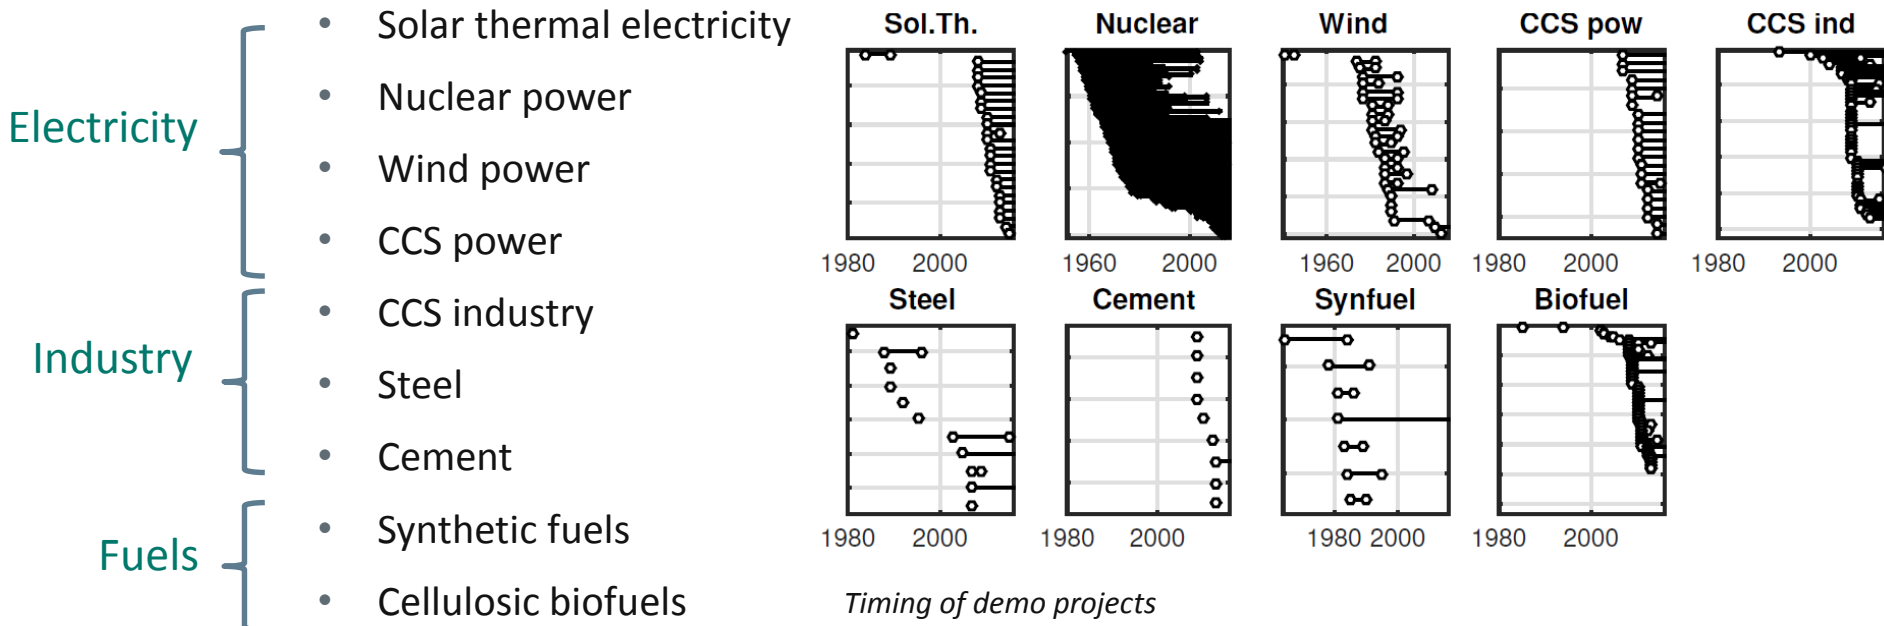 Electricity
Industry
Fuels
• Solar thermal electricity
• Nuclear power
• Wind power
• CCS power
• CCS industry
• Steel
• Cement
• Synthetic fuels
• Cellulosic biofuels
Sol.Th. Nuclear Wind CCS pow CCS ind
1980 2000 1960 2000 1960 2000 1980 2000 1980 2000
Steel Cement Synfuel Biofuel
1980 2000 1980 2000 1980 2000 1980 2000
Timing of demo projects